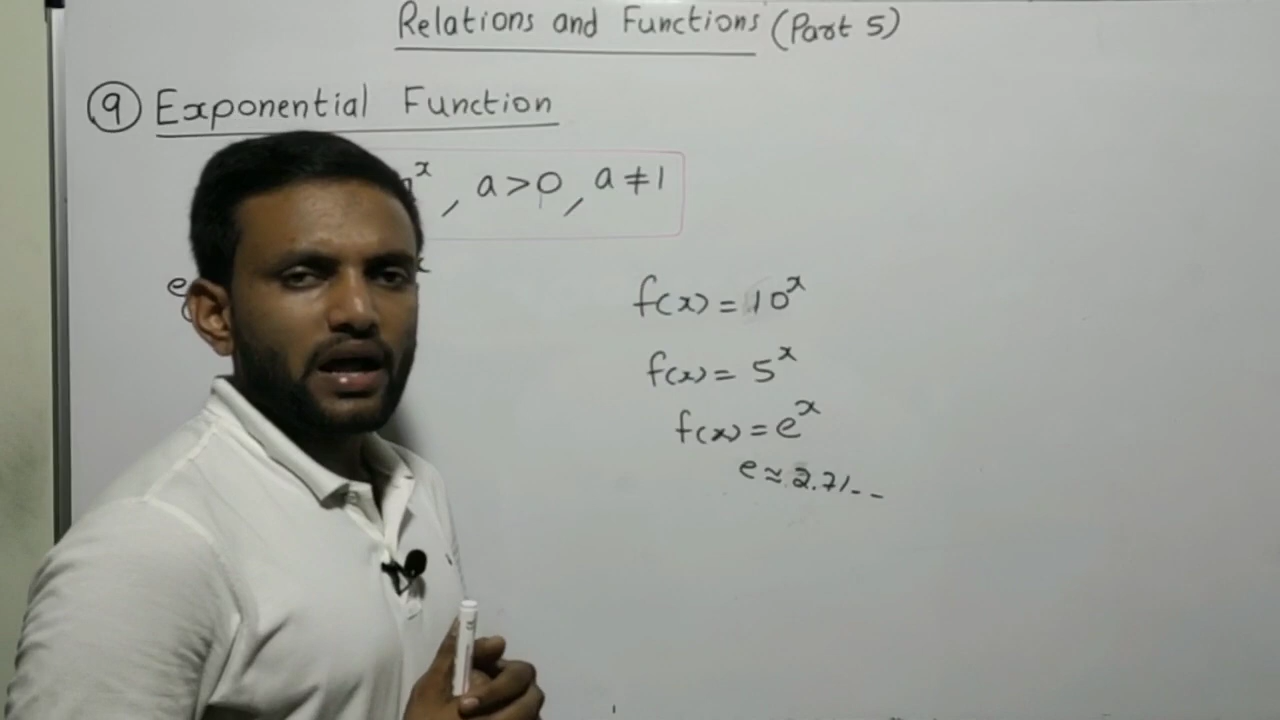 Relations and Functions (Part 5)
9 Exponential Function
x , a > 0 , a ≠ 1
f(x) = 10^x
f(x) = 5^x
f(x) = e^x
e ≈ 2.71--